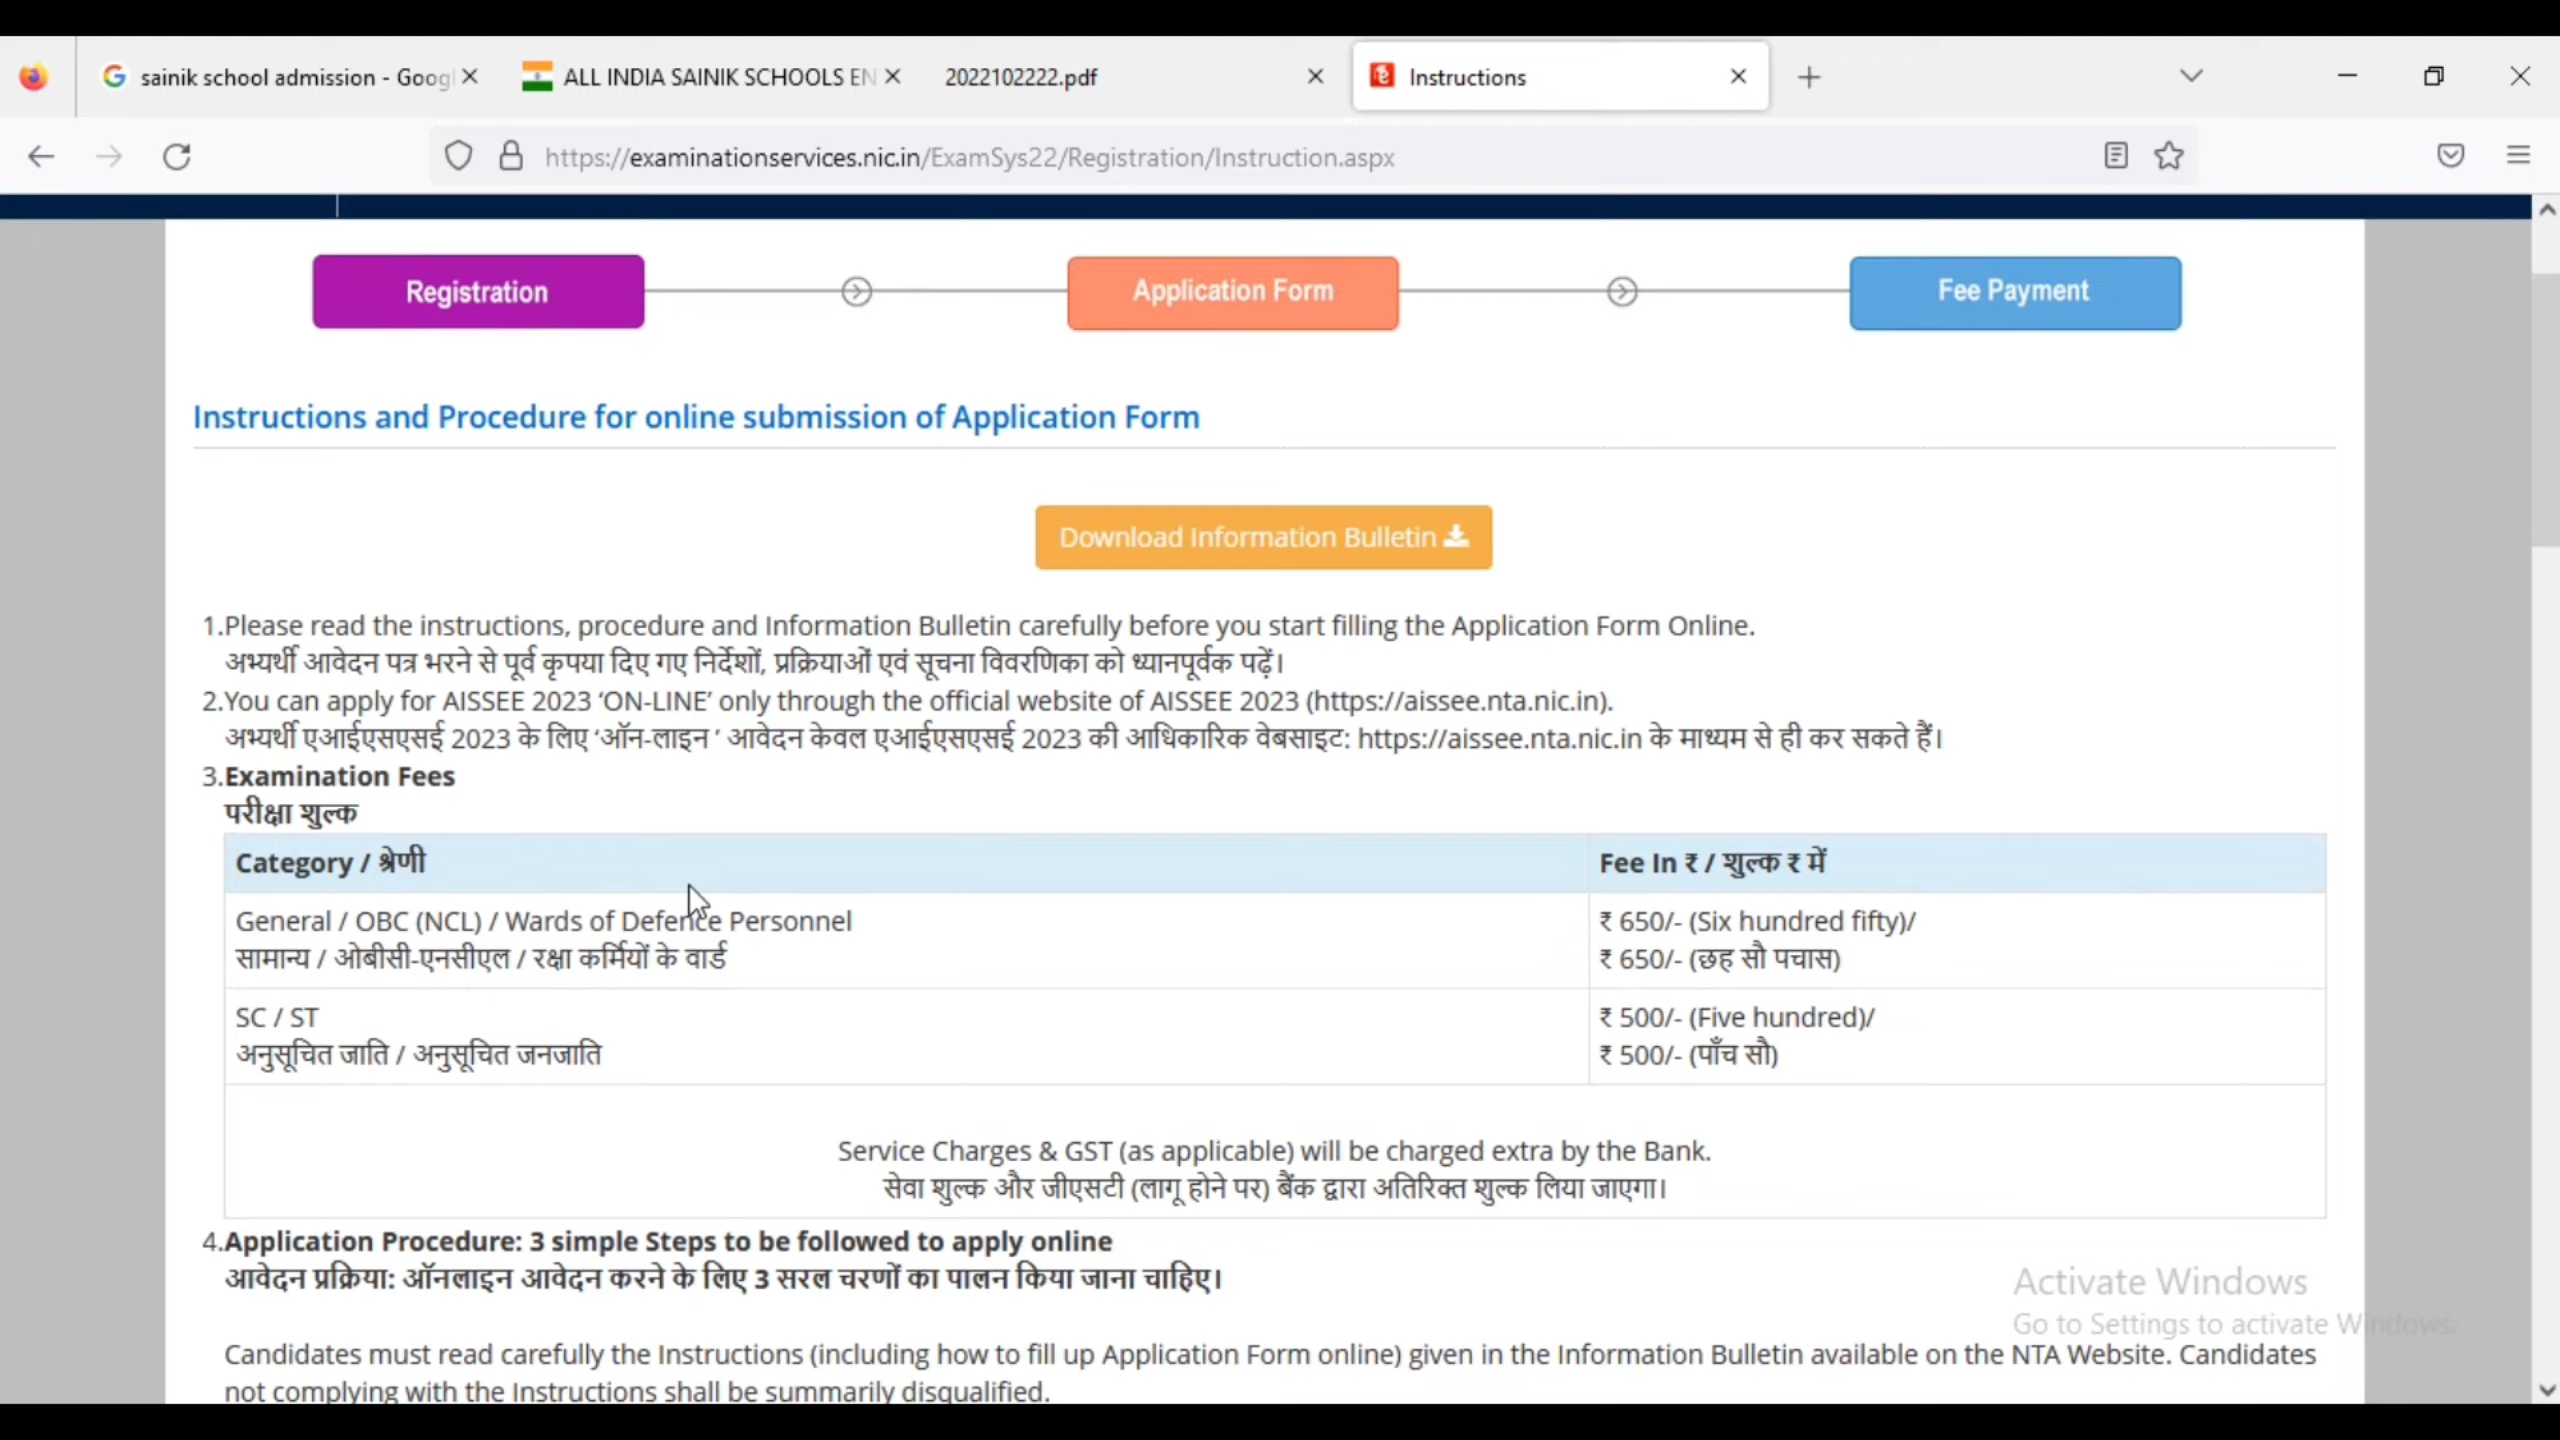 sainik school admission - Googl
ALL INDIA SAINIK SCHOOLS EN
2022102222.pdf
Instructions
https://examinationservices.nic.in/ExamSys22/Registration/Instruction.aspx
Registration
Application Form
Fee Payment
Instructions and Procedure for online submission of Application Form
Download Information Bulletin
1.Please read the instructions, procedure and Information Bulletin carefully before you start filling the Application Form Online.
अभ्यर्थी आवेदन पत्र भरने से पूर्व कृपया दिए गए निर्देशों, प्रक्रियाओं एवं सूचना विवरणिका को ध्यानपूर्वक पढ़ें।
2.You can apply for AISSEE 2023 ‘ON-LINE’ only through the official website of AISSEE 2023 (https://aissee.nta.nic.in).
अभ्यर्थी एआईएसएसई 2023 के लिए ‘ऑन-लाइन ’ आवेदन केवल एआईएसएसई 2023 की आधिकारिक वेबसाइट: https://aissee.nta.nic.in के माध्यम से ही कर सकते हैं।
3.Examination Fees
परीक्षा शुल्क
Category / श्रेणी
Fee In ₹ / शुल्क ₹ में
General / OBC (NCL) / Wards of Defence Personnel
सामान्य / ओबीसी-एनसीएल / रक्षा कर्मियों के वार्ड
₹ 650/- (Six hundred fifty)/
₹ 650/- (छह सौ पचास)
SC / ST
अनुसूचित जाति / अनुसूचित जनजाति
₹ 500/- (Five hundred)/
₹ 500/- (पाँच सौ)
Service Charges & GST (as applicable) will be charged extra by the Bank.
सेवा शुल्क और जीएसटी (लागू होने पर) बैंक द्वारा अतिरिक्त शुल्क लिया जाएगा।
4.Application Procedure: 3 simple Steps to be followed to apply online
आवेदन प्रक्रिया: ऑनलाइन आवेदन करने के लिए 3 सरल चरणों का पालन किया जाना चाहिए।
Activate Windows
Go to Settings to activate Windows.
Candidates must read carefully the Instructions (including how to fill up Application Form online) given in the Information Bulletin available on the NTA Website. Candidates
not complying with the Instructions shall be summarily disqualified.